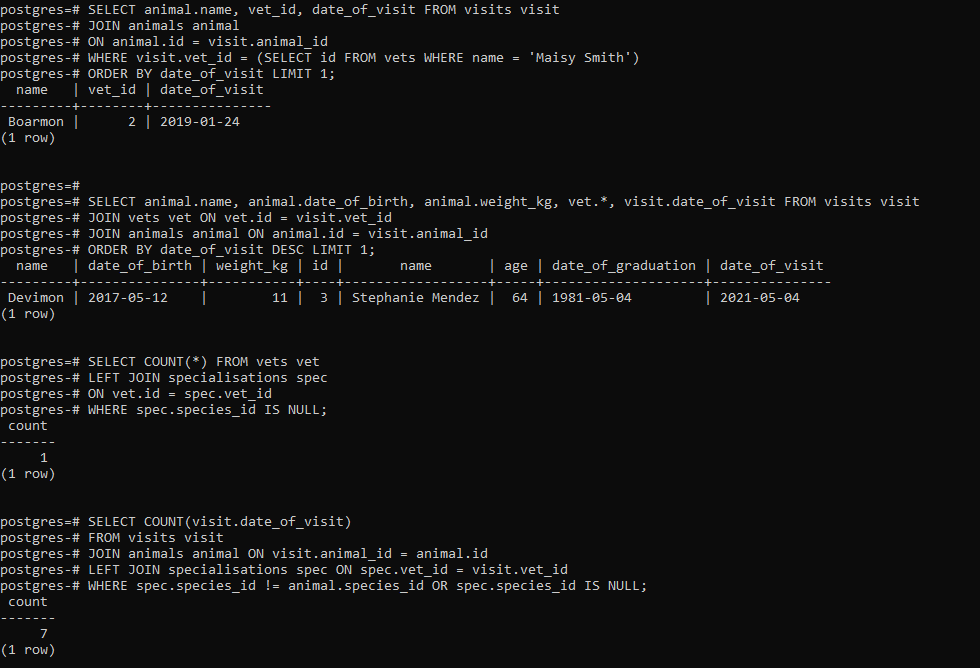 postgres=# SELECT animal.name, vet_id, date_of_visit FROM visits visit
postgres-# JOIN animals animal
postgres-# ON animal.id = visit.animal_id
postgres-# WHERE visit.vet_id = (SELECT id FROM vets WHERE name = 'Maisy Smith')
postgres-# ORDER BY date_of_visit LIMIT 1;
  name   | vet_id | date_of_visit
---------+--------+---------------
 Boarmon |      2 | 2019-01-24
(1 row)
postgres=#
postgres=# SELECT animal.name, animal.date_of_birth, animal.weight_kg, vet.*, visit.date_of_visit FROM visits visit
postgres-# JOIN vets vet ON vet.id = visit.vet_id
postgres-# JOIN animals animal ON animal.id = visit.animal_id
postgres-# ORDER BY date_of_visit DESC LIMIT 1;
  name   | date_of_birth | weight_kg | id |       name       | age | date_of_graduation | date_of_visit
---------+---------------+-----------+----+------------------+-----+--------------------+---------------
 Devimon | 2017-05-12    |        11 |  3 | Stephanie Mendez |  64 | 1981-05-04         | 2021-05-04
(1 row)
postgres=# SELECT COUNT(*) FROM vets vet
postgres-# LEFT JOIN specialisations spec
postgres-# ON vet.id = spec.vet_id
postgres-# WHERE spec.species_id IS NULL;
 count
-------
     1
(1 row)
postgres=# SELECT COUNT(visit.date_of_visit)
postgres-# FROM visits visit
postgres-# JOIN animals animal ON visit.animal_id = animal.id
postgres-# LEFT JOIN specialisations spec ON spec.vet_id = visit.vet_id
postgres-# WHERE spec.species_id != animal.species_id OR spec.species_id IS NULL;
 count
-------
     7
(1 row)